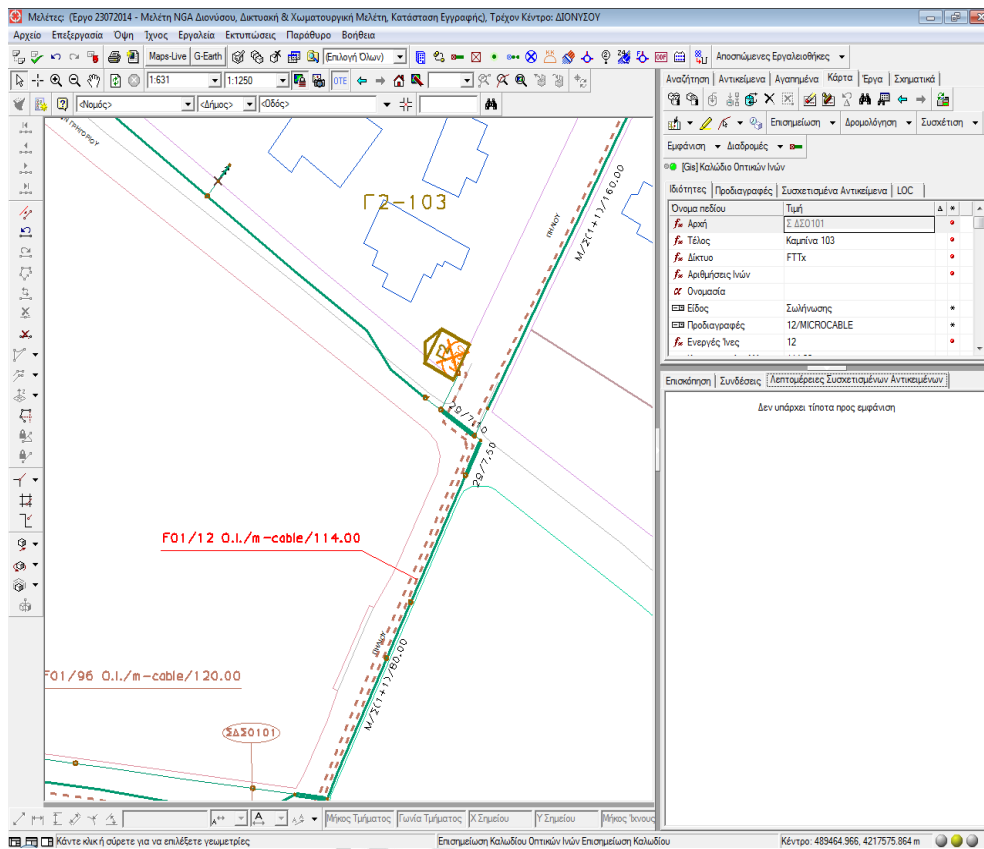 Μελέτες: (Έργο 23072014 - Μελέτη NGA Διονύσου, Δικτυακή & Χωματουργική Μελέτη, Κατάσταση Εγγραφής), Τρέχον Κέντρο: ΔΙΟΝΥΣΟΥ
Αρχείο Επεξεργασία Όψη Ίχνος Εργαλεία Εκτυπώσεις Παράθυρο Βοήθεια
Maps-Live G-Earth (Επιλογή Όλων) Αποσπώμενες Εργαλειοθήκες
1:631 1:1250 OTE
<Νομός> <Δήμος> <Οδός>
Αναζήτηση Αντικείμενα Αγαπημένα Χάρτα Έργα Σχηματικά
Επισημείωση Δρομολόγηση Συσχέτιση
Εμφάνιση Διαδρομές
[Gis] Καλώδιο Οπτικών Ινών
Ιδιότητες Προδιαγραφές Συσχετισμένα Αντικείμενα LOC
Όνομα πεδίου Τιμή Δ *
Αρχή Σ ΔΣ0101
Τέλος Καμπίνα 103
Δίκτυο FTTx
Αριθμήσεις Ινών
Ονομασία
Είδος Σωλήνωσης *
Προδιαγραφές 12/MICROCABLE *
Ενεργές Ίνες 12
Επισκόπηση Συνδέσεις Λεπτομέρειες Συσχετισμένων Αντικειμένων
Δεν υπάρχει τίποτα προς εμφάνιση
Γ2-103
Μ/Σ(1+1)/160.00
2Φ/7.50
F01/12 O.I./m-cable/114.00
Μ/Σ(1+1)/80.00
F01/96 O.I./m-cable/120.00
ΣΔΣ0101
Μήκος Τμήματος Γωνία Τμήματος Χ Σημείου Υ Σημείου Μήκος Ίχνους
Κάντε κλικ ή σύρετε για να επιλέξετε γεωμετρίες Επισημείωση Καλωδίου Οπτικών Ινών Επισημείωση Καλωδίου Κέντρο: 489464.966, 4217575.864 m